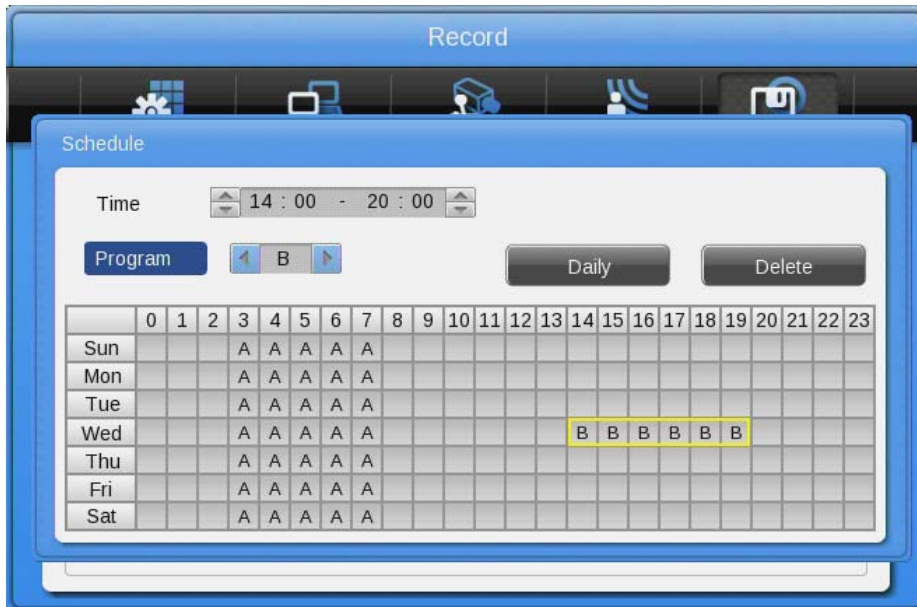 Record
Schedule
Time 14 : 00 - 20 : 00
Program B Daily Delete
0 1 2 3 4 5 6 7 8 9 10 11 12 13 14 15 16 17 18 19 20 21 22 23
Sun A A A A A
Mon A A A A A
Tue A A A A A
Wed A A A A A B B B B B B
Thu A A A A A
Fri A A A A A
Sat A A A A A